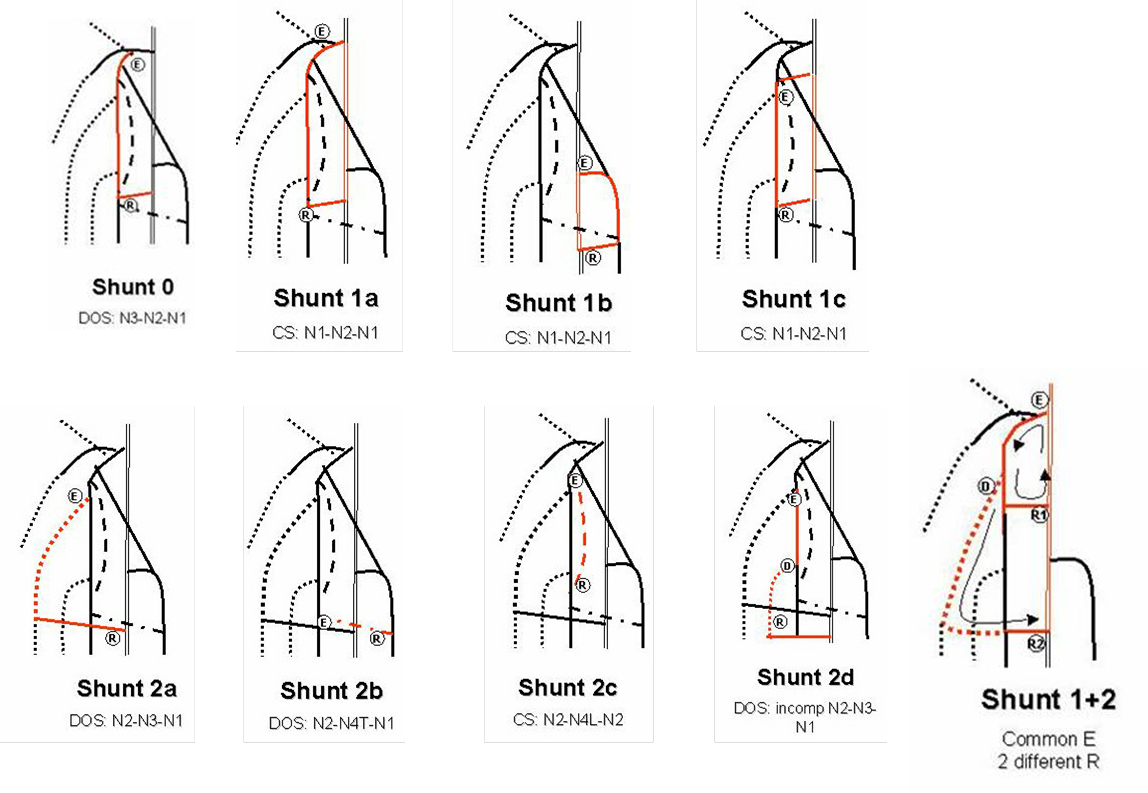 E
R
Shunt 0
DOS: N3-N2-N1
E
R
Shunt 1a
CS: N1-N2-N1
E
R
Shunt 1b
CS: N1-N2-N1
E
R
Shunt 1c
CS: N1-N2-N1
E
R
Shunt 2a
DOS: N2-N3-N1
E
R
Shunt 2b
DOS: N2-N4T-N1
E
R
Shunt 2c
CS: N2-N4L-N2
E
D
R
Shunt 2d
DOS: incomp N2-N3-
N1
E
D
R1
R2
Shunt 1+2
Common E
2 different R